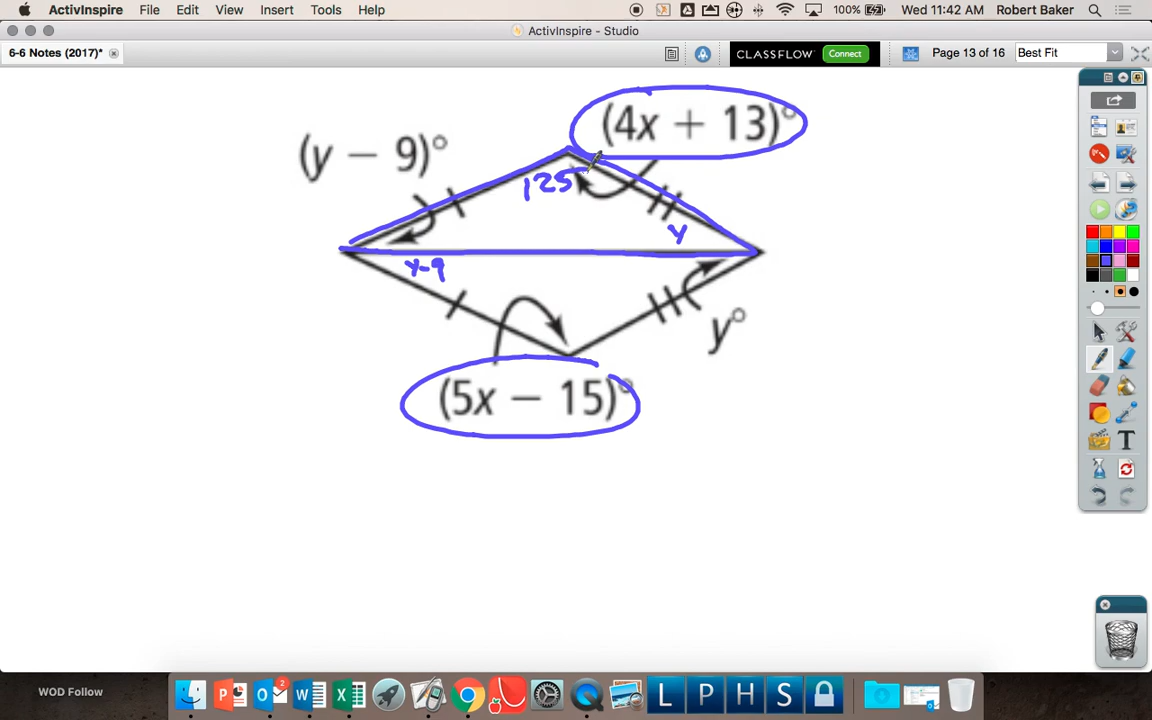 ActivInspire File Edit View Insert Tools Help 100% Wed 11:42 AM Robert Baker
ActivInspire - Studio
6-6 Notes (2017)* CLASSFLOW Connect Page 13 of 16 Best Fit
(4x + 13)°
(y − 9)°
125
y
y-9
y°
(5x − 15)°
WOD Follow 2 L P H S